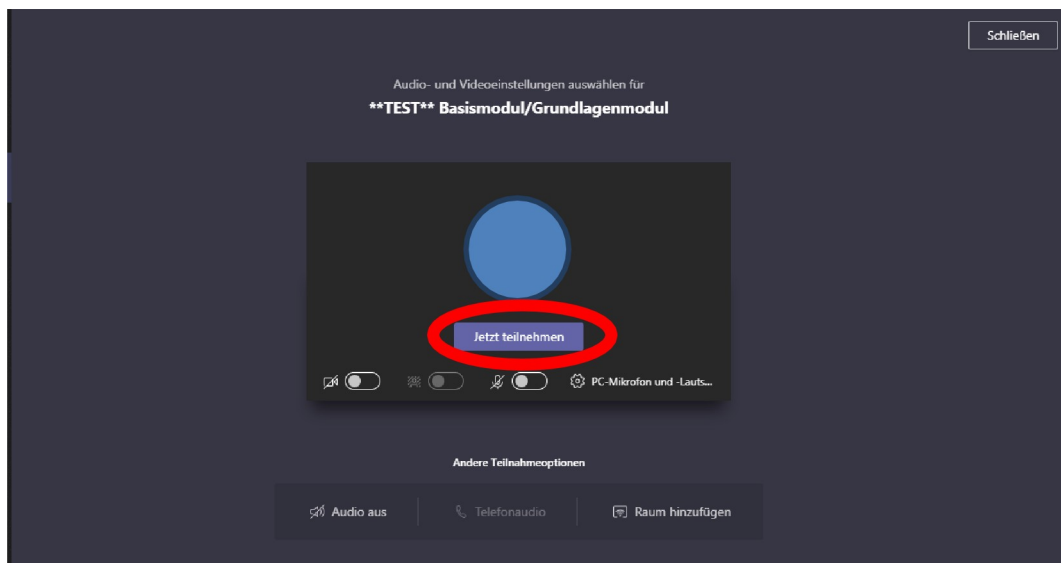 Schließen
Audio- und Videoeinstellungen auswählen für
**TEST** Basismodul/Grundlagenmodul
Jetzt teilnehmen
PC-Mikrofon und -Lauts...
Andere Teilnahmeoptionen
Audio aus
Telefonaudio
Raum hinzufügen